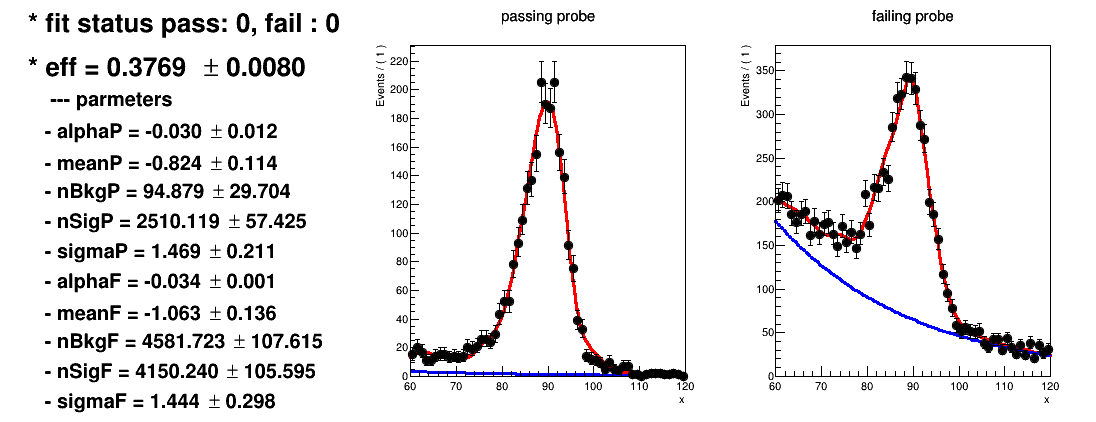 * fit status pass: 0, fail : 0
* eff = 0.3769 ± 0.0080
--- parmeters
- alphaP = -0.030 ± 0.012
- meanP = -0.824 ± 0.114
- nBkgP = 94.879 ± 29.704
- nSigP = 2510.119 ± 57.425
- sigmaP = 1.469 ± 0.211
- alphaF = -0.034 ± 0.001
- meanF = -1.063 ± 0.136
- nBkgF = 4581.723 ± 107.615
- nSigF = 4150.240 ± 105.595
- sigmaF = 1.444 ± 0.298
passing probe
Events / ( 1 )
220
200
180
160
140
120
100
80
60
40
20
0
60 70 80 90 100 110 120
x
failing probe
Events / ( 1 )
350
300
250
200
150
100
50
0
60 70 80 90 100 110 120
x